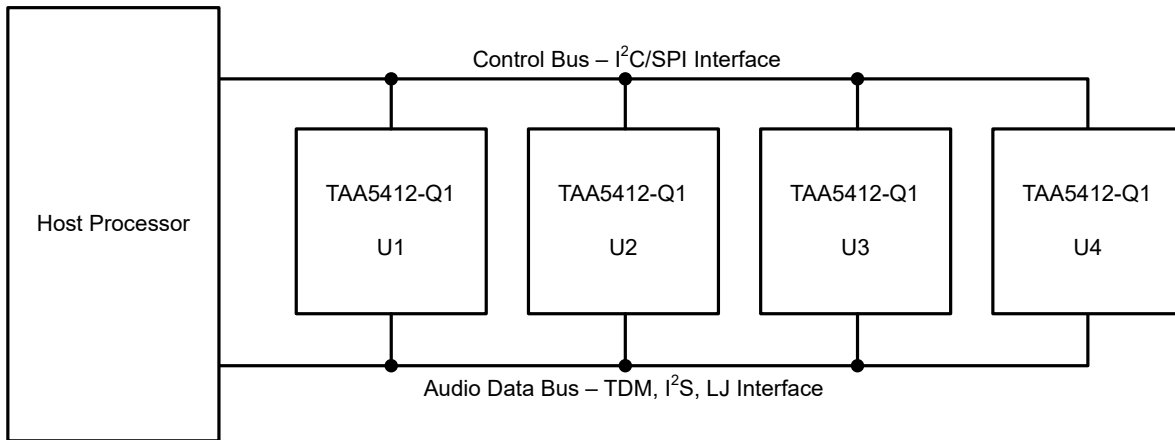 Control Bus – I²C/SPI Interface
Host Processor
TAA5412-Q1
U1
TAA5412-Q1
U2
TAA5412-Q1
U3
TAA5412-Q1
U4
Audio Data Bus – TDM, I²S, LJ Interface